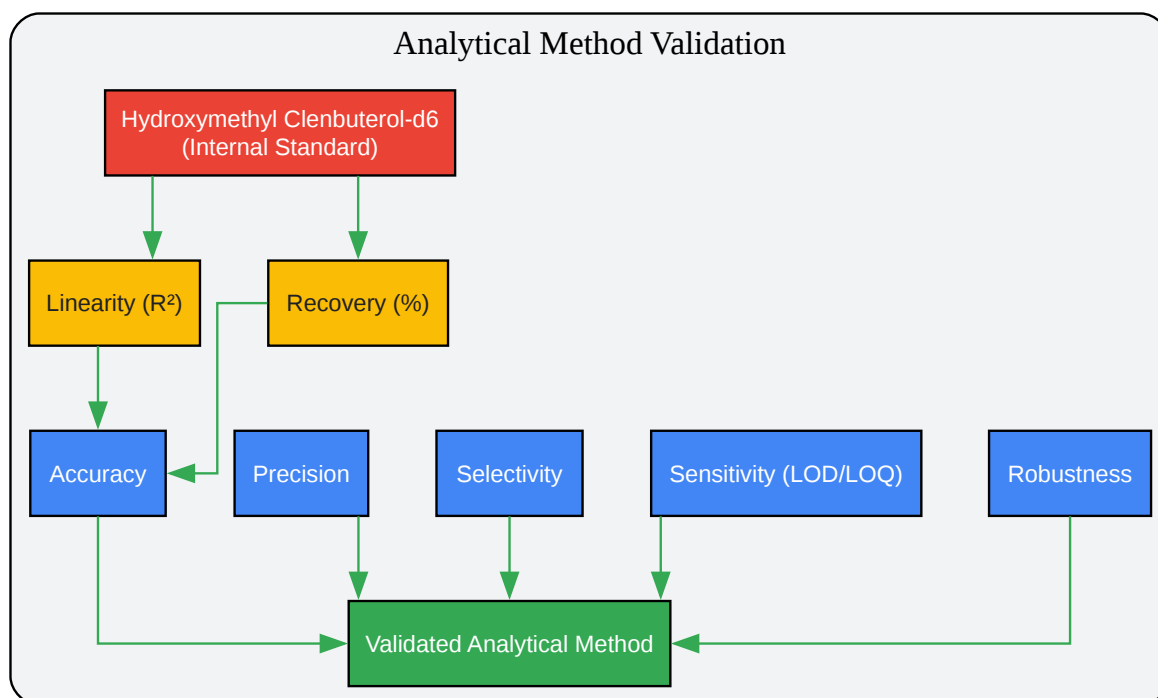 Analytical Method Validation
Hydroxymethyl Clenbuterol-d6
(Internal Standard)
Linearity (R²)
Recovery (%)
Accuracy
Precision
Selectivity
Sensitivity (LOD/LOQ)
Robustness
Validated Analytical Method